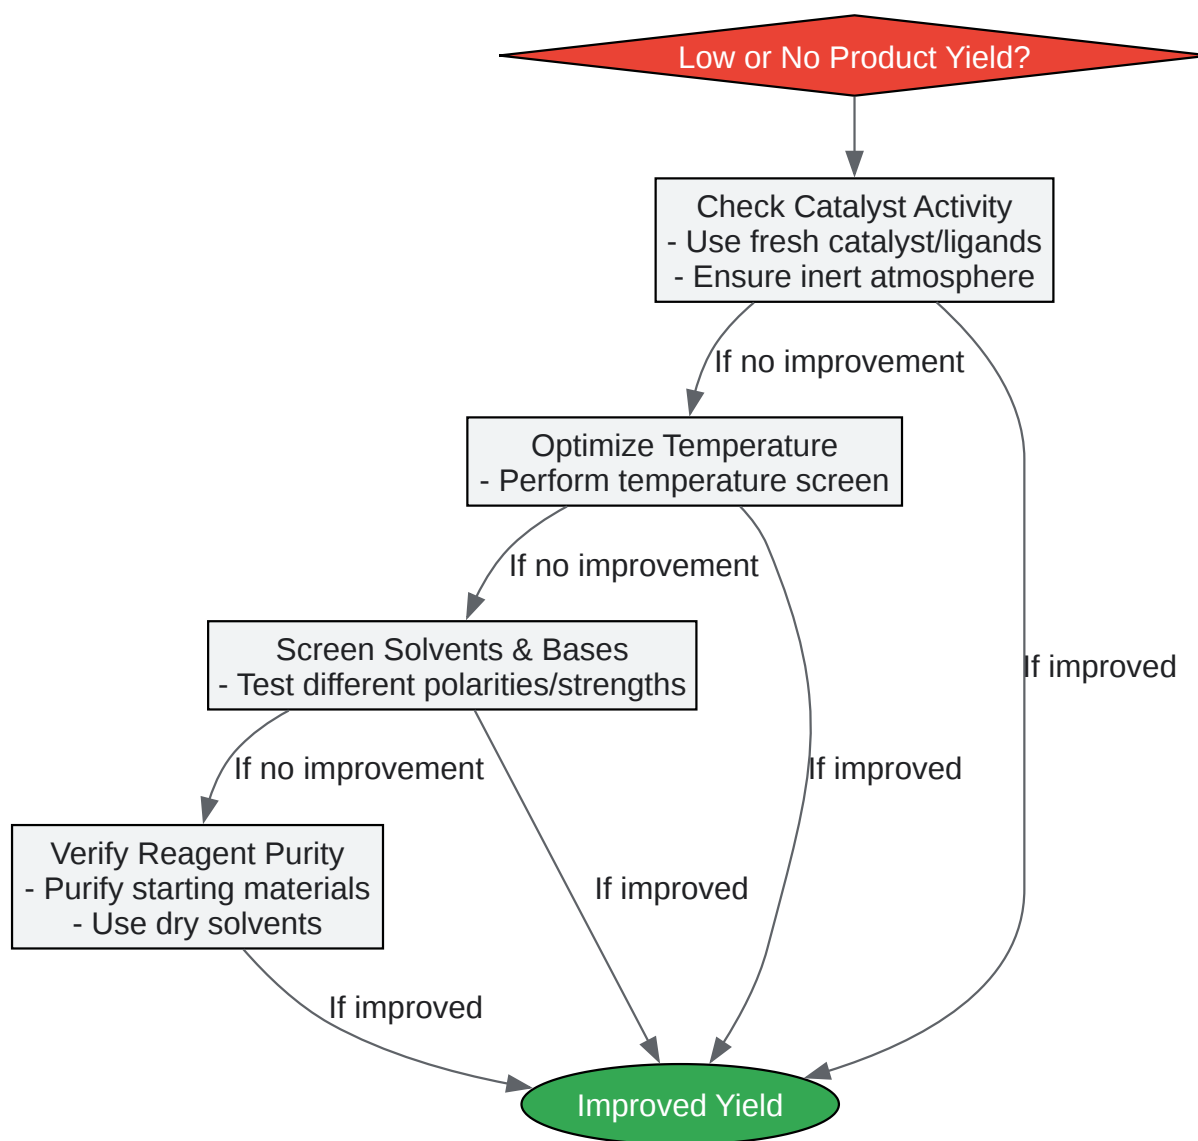 Low or No Product Yield?
Check Catalyst Activity
- Use fresh catalyst/ligands
- Ensure inert atmosphere
If no improvement
Optimize Temperature
- Perform temperature screen
If no improvement
Screen Solvents & Bases
- Test different polarities/strengths
If improved
If no improvement
If improved
Verify Reagent Purity
- Purify starting materials
- Use dry solvents
If improved
If improved
Improved Yield